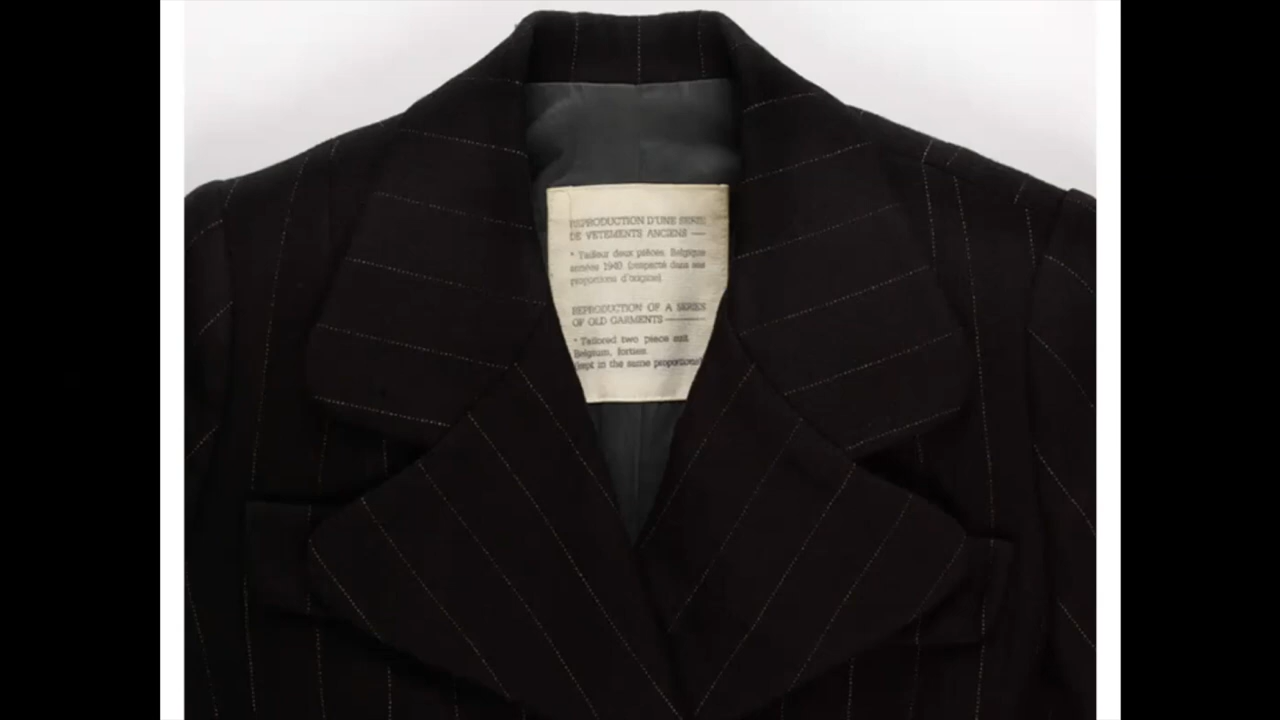 REPRODUCTION D'UNE SERIE
DE VETEMENTS ANCIENS —
* Tailleur deux pièces, Belgique
années 1940. (respecté dans ses
proportions d'origine)
REPRODUCTION OF A SERIES
OF OLD GARMENTS ———
* Tailored two piece suit
Belgium, forties.
(kept in the same proportions)